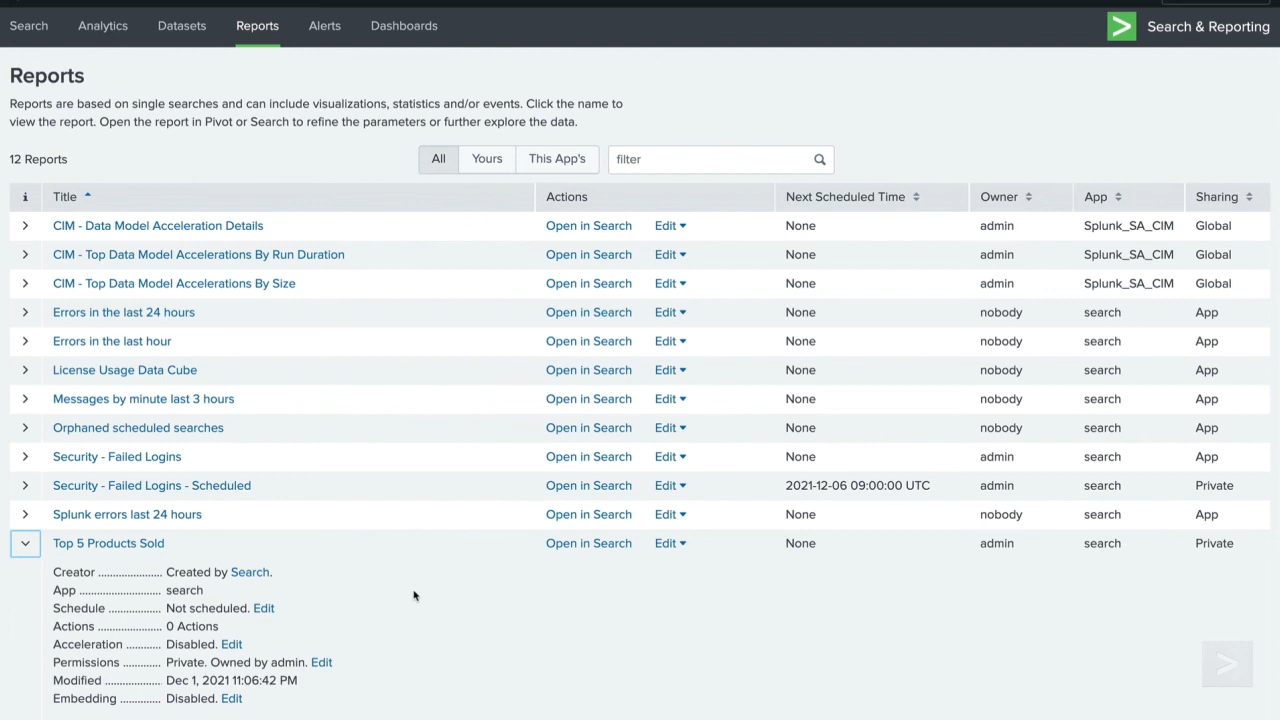 Search Analytics Datasets Reports Alerts Dashboards Search & Reporting
Reports
Reports are based on single searches and can include visualizations, statistics and/or events. Click the name to
view the report. Open the report in Pivot or Search to refine the parameters or further explore the data.
12 Reports All Yours This App's filter
i Title Actions Next Scheduled Time Owner App Sharing
CIM - Data Model Acceleration Details Open in Search Edit None admin Splunk_SA_CIM Global
CIM - Top Data Model Accelerations By Run Duration Open in Search Edit None admin Splunk_SA_CIM Global
CIM - Top Data Model Accelerations By Size Open in Search Edit None admin Splunk_SA_CIM Global
Errors in the last 24 hours Open in Search Edit None nobody search App
Errors in the last hour Open in Search Edit None nobody search App
License Usage Data Cube Open in Search Edit None nobody search App
Messages by minute last 3 hours Open in Search Edit None nobody search App
Orphaned scheduled searches Open in Search Edit None nobody search App
Security - Failed Logins Open in Search Edit None admin search App
Security - Failed Logins - Scheduled Open in Search Edit 2021-12-06 09:00:00 UTC admin search Private
Splunk errors last 24 hours Open in Search Edit None nobody search App
Top 5 Products Sold Open in Search Edit None admin search Private
Creator ...................... Created by Search.
App ........................... search
Schedule .................. Not scheduled. Edit
Actions ...................... 0 Actions
Acceleration ............ Disabled. Edit
Permissions ............. Private. Owned by admin. Edit
Modified ................... Dec 1, 2021 11:06:42 PM
Embedding .............. Disabled. Edit